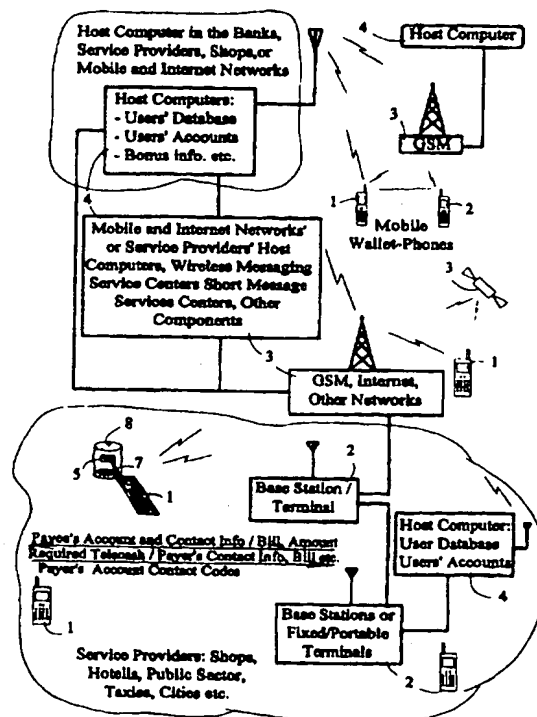 Host Computer in the Banks,
Service Providers, Shops,or
Mobile and Internet Networks
Host Computers:
- Users' Database
- Users' Accounts
- Bonus info. etc.
4
4
Host Computer
3
GSM
1
2
Mobile
Wallet-Phones
3
1
Mobile and Internet Networks'
or Service Providers' Host
Computers, Wireless Messaging
Service Centers Short Message
Services Centers, Other
Components
3
GSM, Internet,
Other Networks
8
5
7
1
2
Base Station /
Terminal
Payee's Account and Contact Info / Bill, Amount
Required Telecash / Payer's Contact Info, Bill etc.
Payer's Account Contact Codes
Host Computer:
User Database
Users' Accounts
4
1
Base Stations or
Fixed/Portable
Terminals
2
Service Providers: Shops,
Hotells, Public Sector,
Taxies, Cities etc.